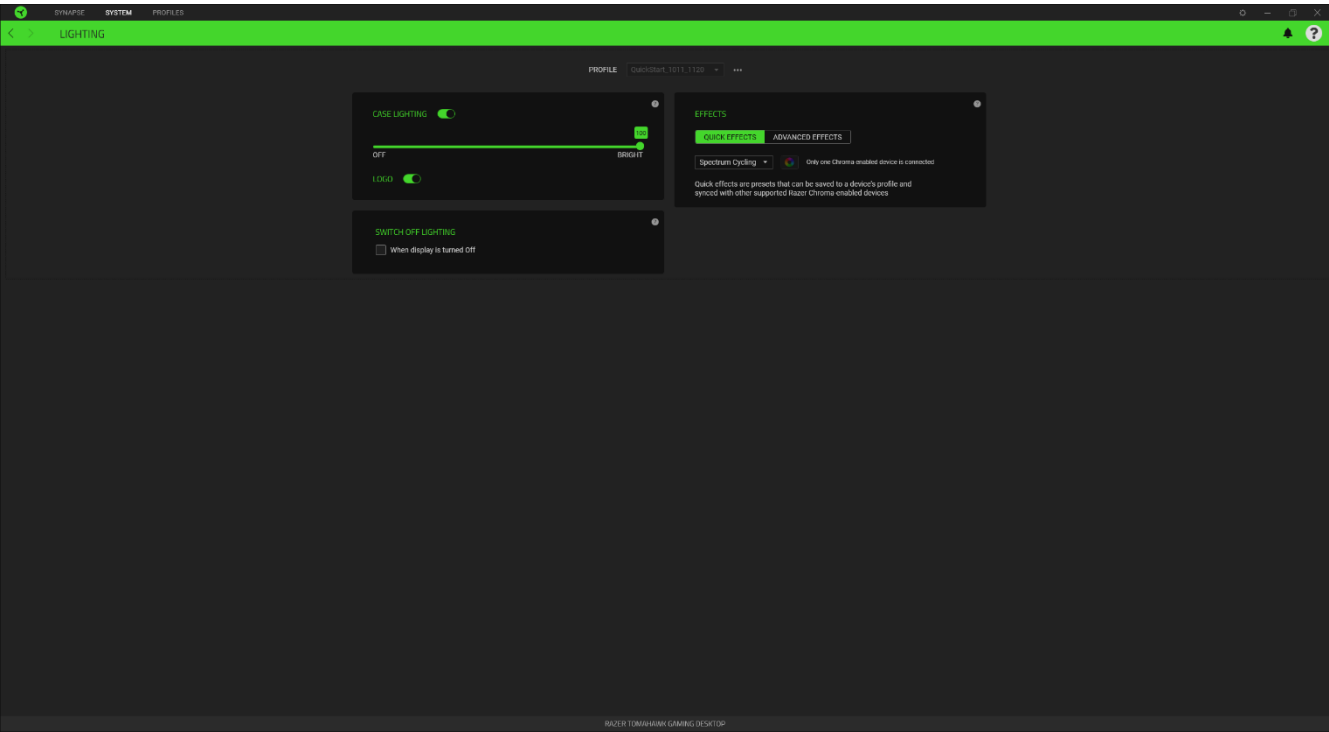 SYNAPSE SYSTEM PROFILES
LIGHTING
?
PROFILE QuickStart_1011_1120 •••
CASE LIGHTING ?
100
OFF BRIGHT
LOGO
EFFECTS ?
QUICK EFFECTS ADVANCED EFFECTS
Spectrum Cycling Only one Chroma enabled device is connected
Quick effects are presets that can be saved to a device's profile and
synced with other supported Razer Chroma enabled devices
SWITCH OFF LIGHTING ?
When display is turned Off
RAZER TOMAHAWK GAMING DESKTOP